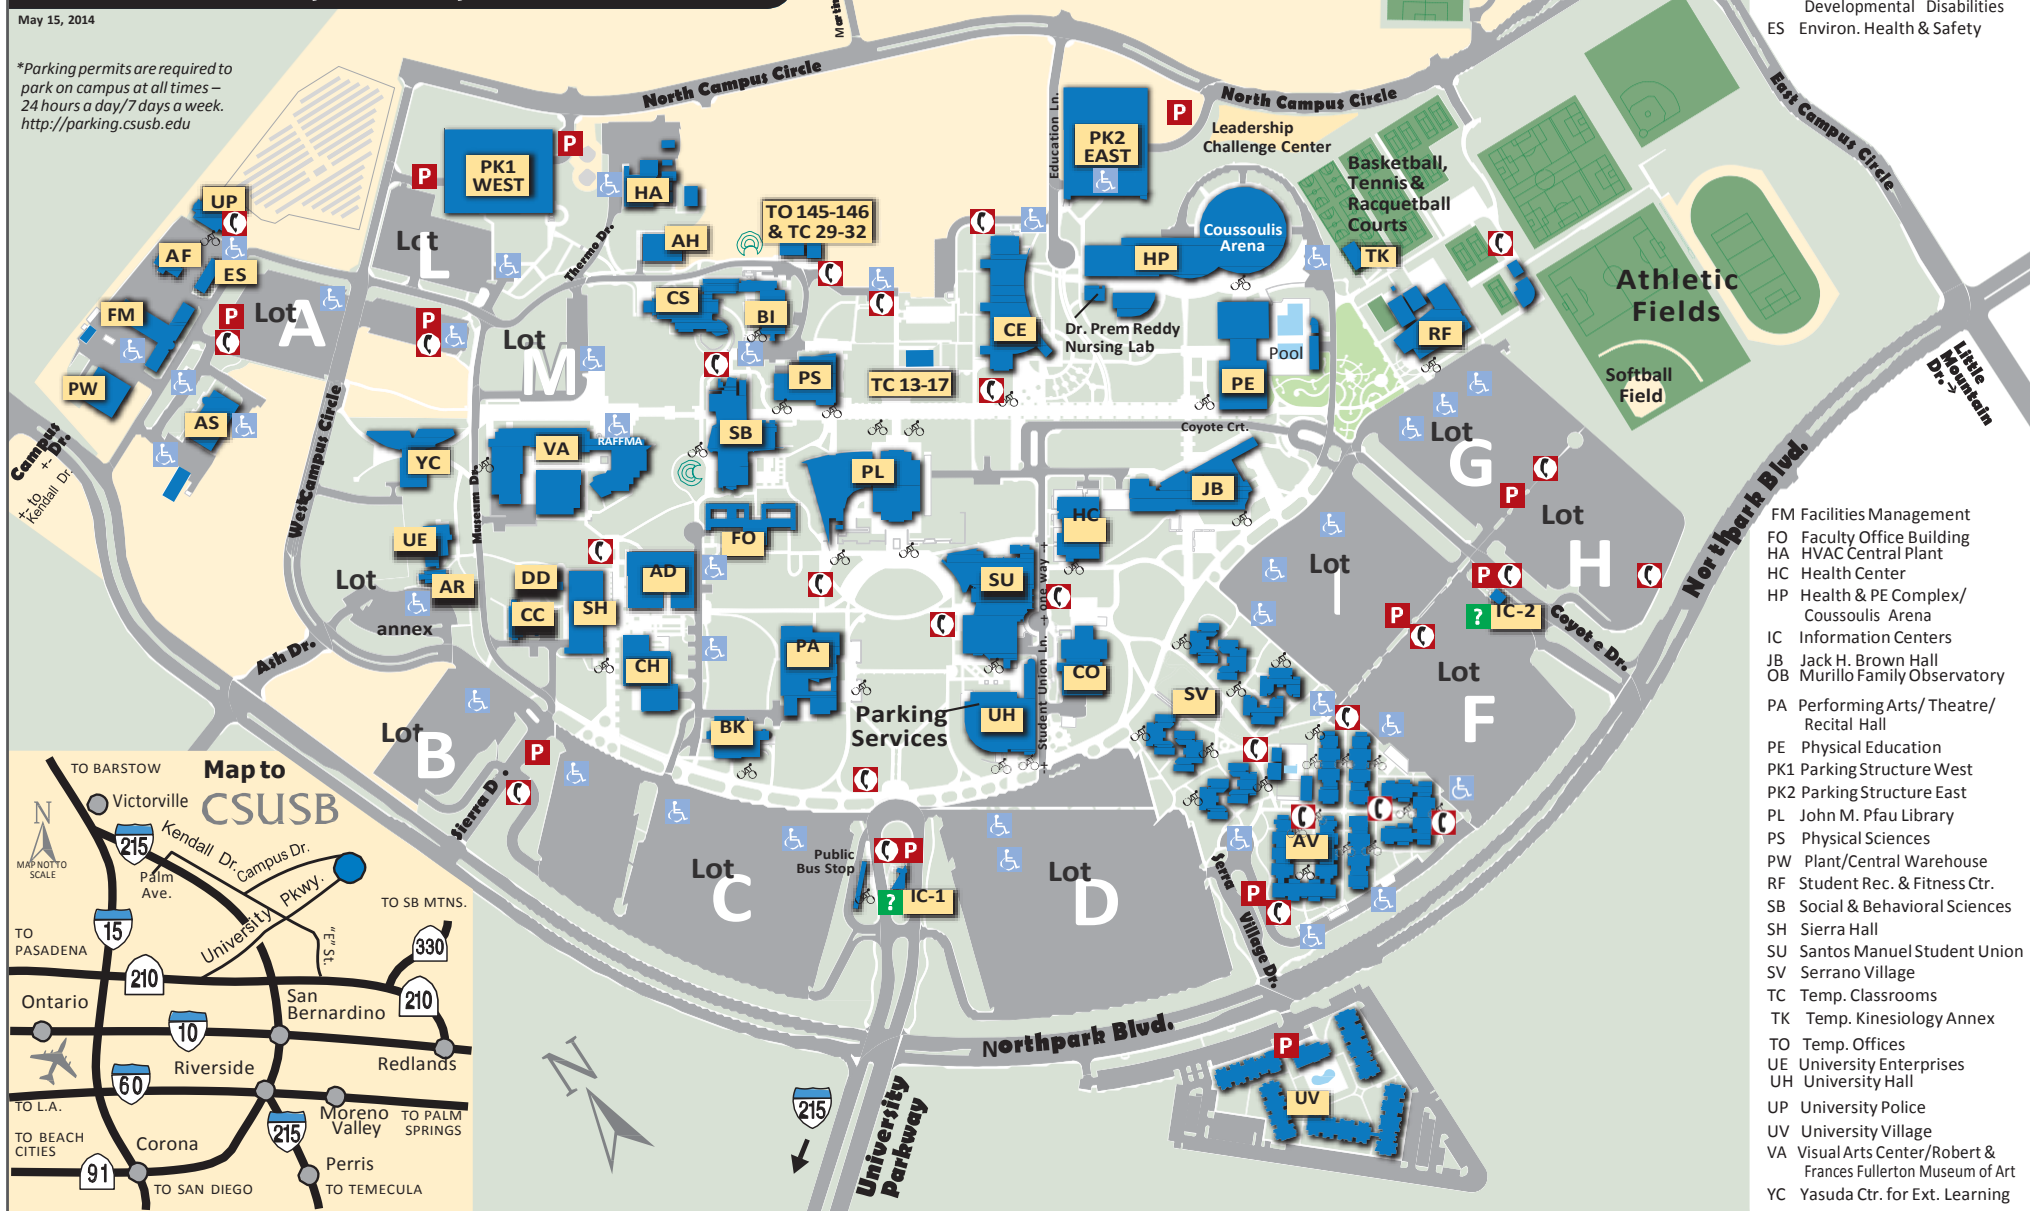 May 15, 2014
*Parking permits are required to
park on campus at all times –
24 hours a day/7 days a week.
http://parking.csusb.edu
Developmental Disabilities
ES Environ. Health & Safety
North Campus Circle
North Campus Circle
East Campus Circle
Education Ln.
PK1
WEST
PK2
EAST
P
P
P
Leadership
Challenge Center
Basketball,
Tennis &
Racquetball
Courts
HA
UP
AF
ES
FM
PW
AS
P
Lot
A
Lot
L
P
Thermo Dr.
AH
TO 145-146
& TC 29-32
CS
BI
CE
HP
Coussoulis
Arena
TK
Dr. Prem Reddy
Nursing Lab
Pool
PE
RF
Athletic
Fields
Softball
Field
Little
Mountain
Dr.
Lot
M
PS
TC 13-17
SB
Coyote Crt.
Campus
Dr.
to
Kendall Dr.
West Campus Circle
Museum Dr.
YC
VA
RAFFMA
PL
JB
HC
FO
Lot
G
P
Lot
H
Northpark Blvd.
UE
AR
Lot
annex
DD
CC
SH
AD
SU
one way
Student Union Ln.
Lot
I
P
P
?
IC-2
Coyote Dr.
Ash Dr.
CH
PA
CO
SV
Lot
F
BK
Parking
Services
UH
Lot
B
P
Sierra D
Lot
C
Public
Bus Stop
P
?
IC-1
Lot
D
AV
Serra
Village Dr.
P
Northpark Blvd.
University
Parkway
215
N
P
UV
Map to
CSUSB
N
MAP NOT TO
SCALE
TO BARSTOW
Victorville
215
Kendall Dr.
Campus Dr.
Palm
Ave.
University Pkwy.
"E" St.
TO SB MTNS.
330
TO
PASADENA
15
210
210
Ontario
10
San
Bernardino
Riverside
Redlands
60
TO L.A.
Moreno
Valley
TO PALM
SPRINGS
215
TO BEACH
CITIES
Corona
91
Perris
TO SAN DIEGO
TO TEMECULA
FM Facilities Management
FO Faculty Office Building
HA HVAC Central Plant
HC Health Center
HP Health & PE Complex/
Coussoulis Arena
IC Information Centers
JB Jack H. Brown Hall
OB Murillo Family Observatory
PA Performing Arts/ Theatre/
Recital Hall
PE Physical Education
PK1 Parking Structure West
PK2 Parking Structure East
PL John M. Pfau Library
PS Physical Sciences
PW Plant/Central Warehouse
RF Student Rec. & Fitness Ctr.
SB Social & Behavioral Sciences
SH Sierra Hall
SU Santos Manuel Student Union
SV Serrano Village
TC Temp. Classrooms
TK Temp. Kinesiology Annex
TO Temp. Offices
UE University Enterprises
UH University Hall
UP University Police
UV University Village
VA Visual Arts Center/Robert &
Frances Fullerton Museum of Art
YC Yasuda Ctr. for Ext. Learning